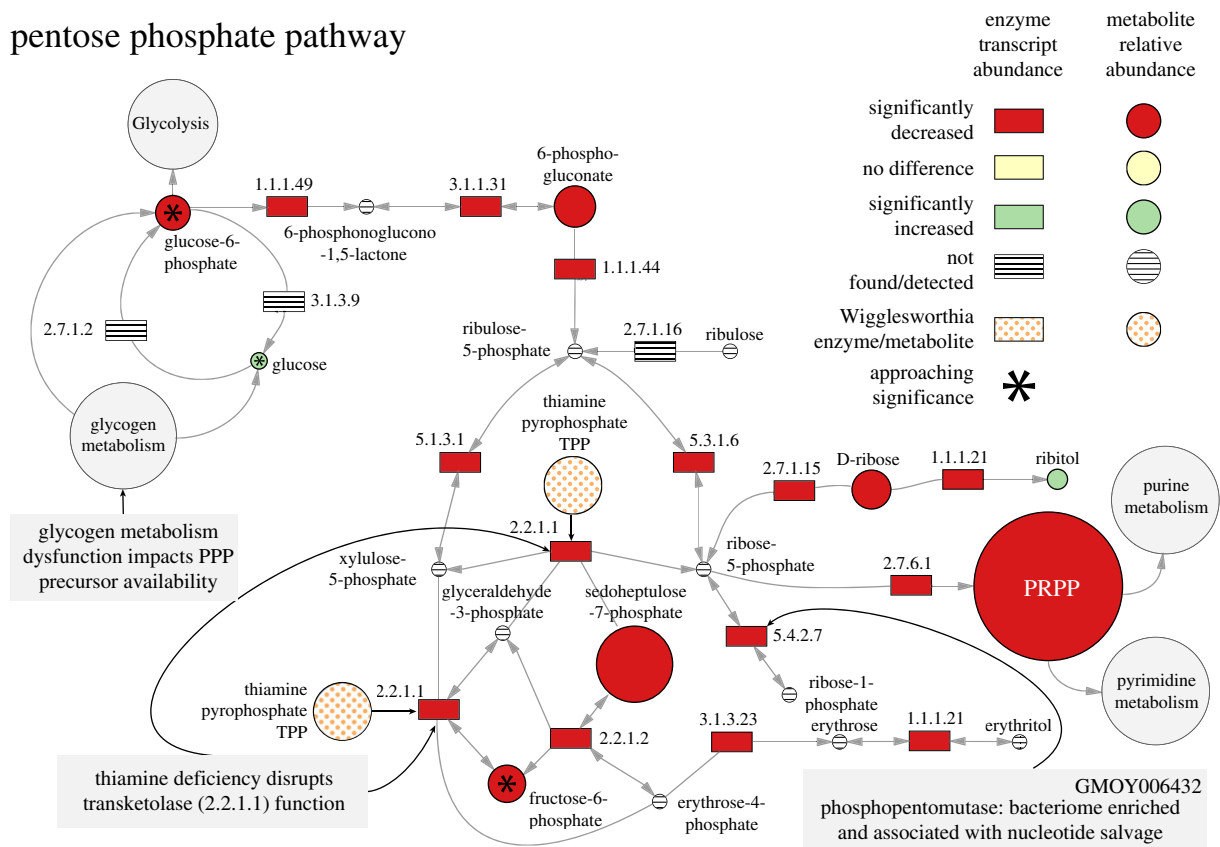 pentose phosphate pathway
enzyme
transcript
abundance
metabolite
relative
abundance
significantly
decreased
no difference
significantly
increased
not
found/detected
Wigglesworthia
enzyme/metabolite
approaching
significance
*
Glycolysis
*
glucose-6-
phosphate
1.1.1.49
6-phosphonoglucono
-1,5-lactone
3.1.1.31
6-phospho-
gluconate
1.1.1.44
2.7.1.2
3.1.3.9
*
glucose
glycogen
metabolism
glycogen metabolism
dysfunction impacts PPP
precursor availability
ribulose-
5-phosphate
2.7.1.16
ribulose
5.1.3.1
thiamine
pyrophosphate
TPP
5.3.1.6
2.7.1.15
D-ribose
1.1.1.21
ribitol
purine
metabolism
2.2.1.1
xylulose-
5-phosphate
ribose-
5-phosphate
2.7.6.1
PRPP
glyceraldehyde
-3-phosphate
sedoheptulose
-7-phosphate
5.4.2.7
ribose-1-
phosphate
pyrimidine
metabolism
thiamine
pyrophosphate
TPP
2.2.1.1
2.2.1.2
3.1.3.23
erythrose
1.1.1.21
erythritol
*
fructose-6-
phosphate
erythrose-4-
phosphate
thiamine deficiency disrupts
transketolase (2.2.1.1) function
GMOY006432
phosphopentomutase: bacteriome enriched
and associated with nucleotide salvage